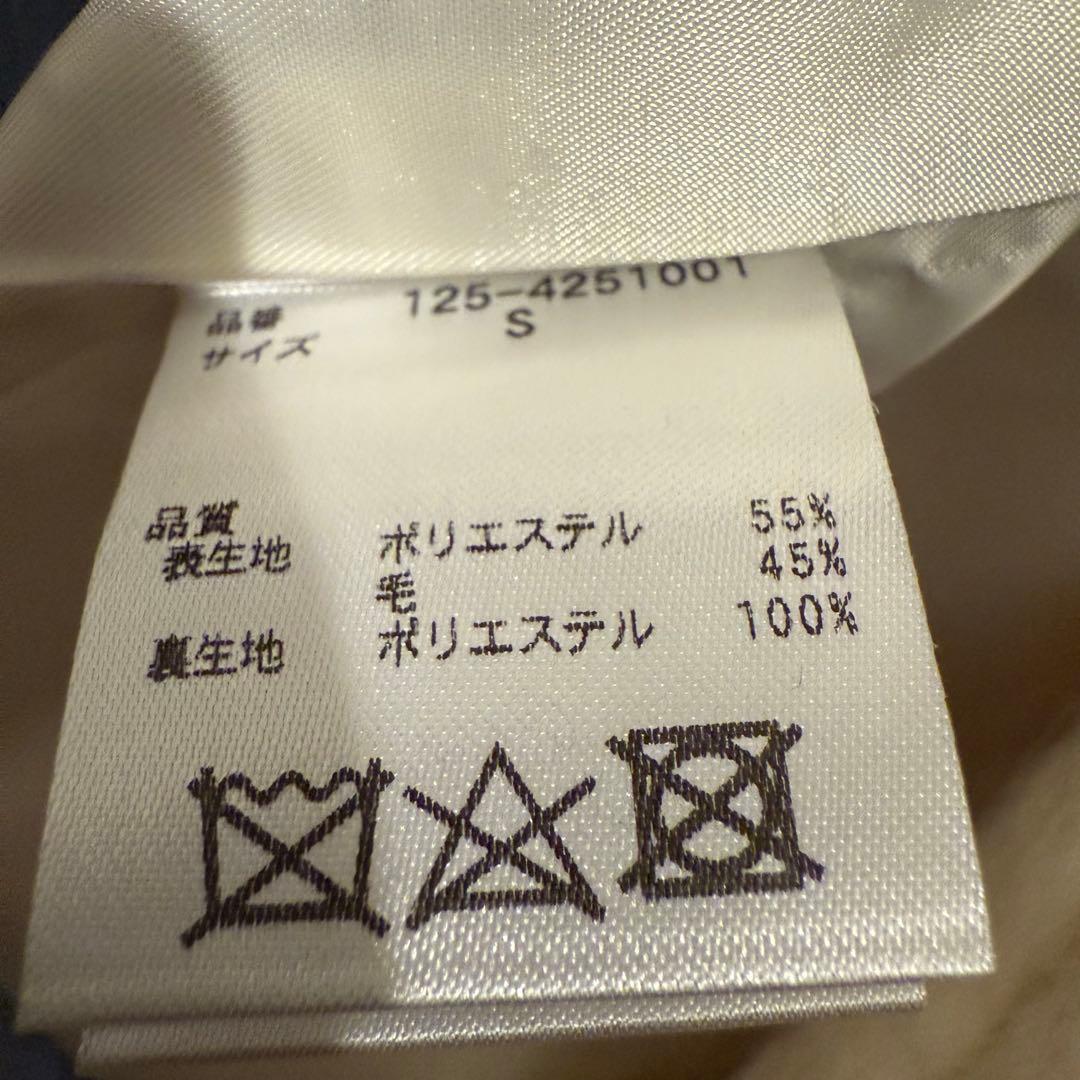 品番 125-4251001
サイズ S
品質
表生地 ポリエステル 55%
毛 45%
裏生地 ポリエステル 100%